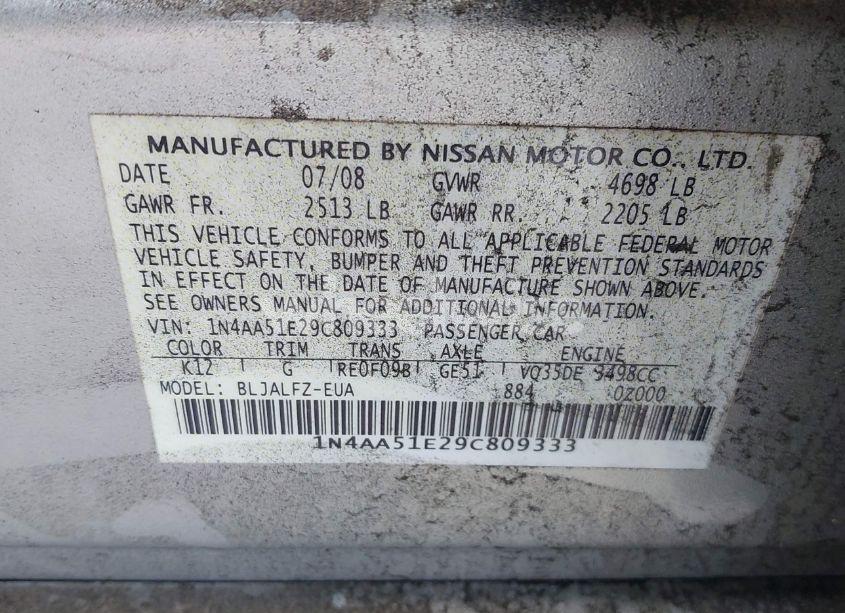 MANUFACTURED BY NISSAN MOTOR CO., LTD.
DATE 07/08 GVWR 4698 LB
GAWR FR. 2513 LB GAWR RR. 2205 LB
THIS VEHICLE CONFORMS TO ALL APPLICABLE FEDERAL MOTOR
VEHICLE SAFETY, BUMPER AND THEFT PREVENTION STANDARDS
IN EFFECT ON THE DATE OF MANUFACTURE SHOWN ABOVE.
SEE OWNERS MANUAL FOR ADDITIONAL INFORMATION.
VIN: 1N4AA51E29C809333 PASSENGER CAR
COLOR TRIM TRANS AXLE ENGINE
K12 G RE0F09B GE51 VQ35DE 3498CC
MODEL: BLJALFZ-EUA 884 0Z000
1N4AA51E29C809333